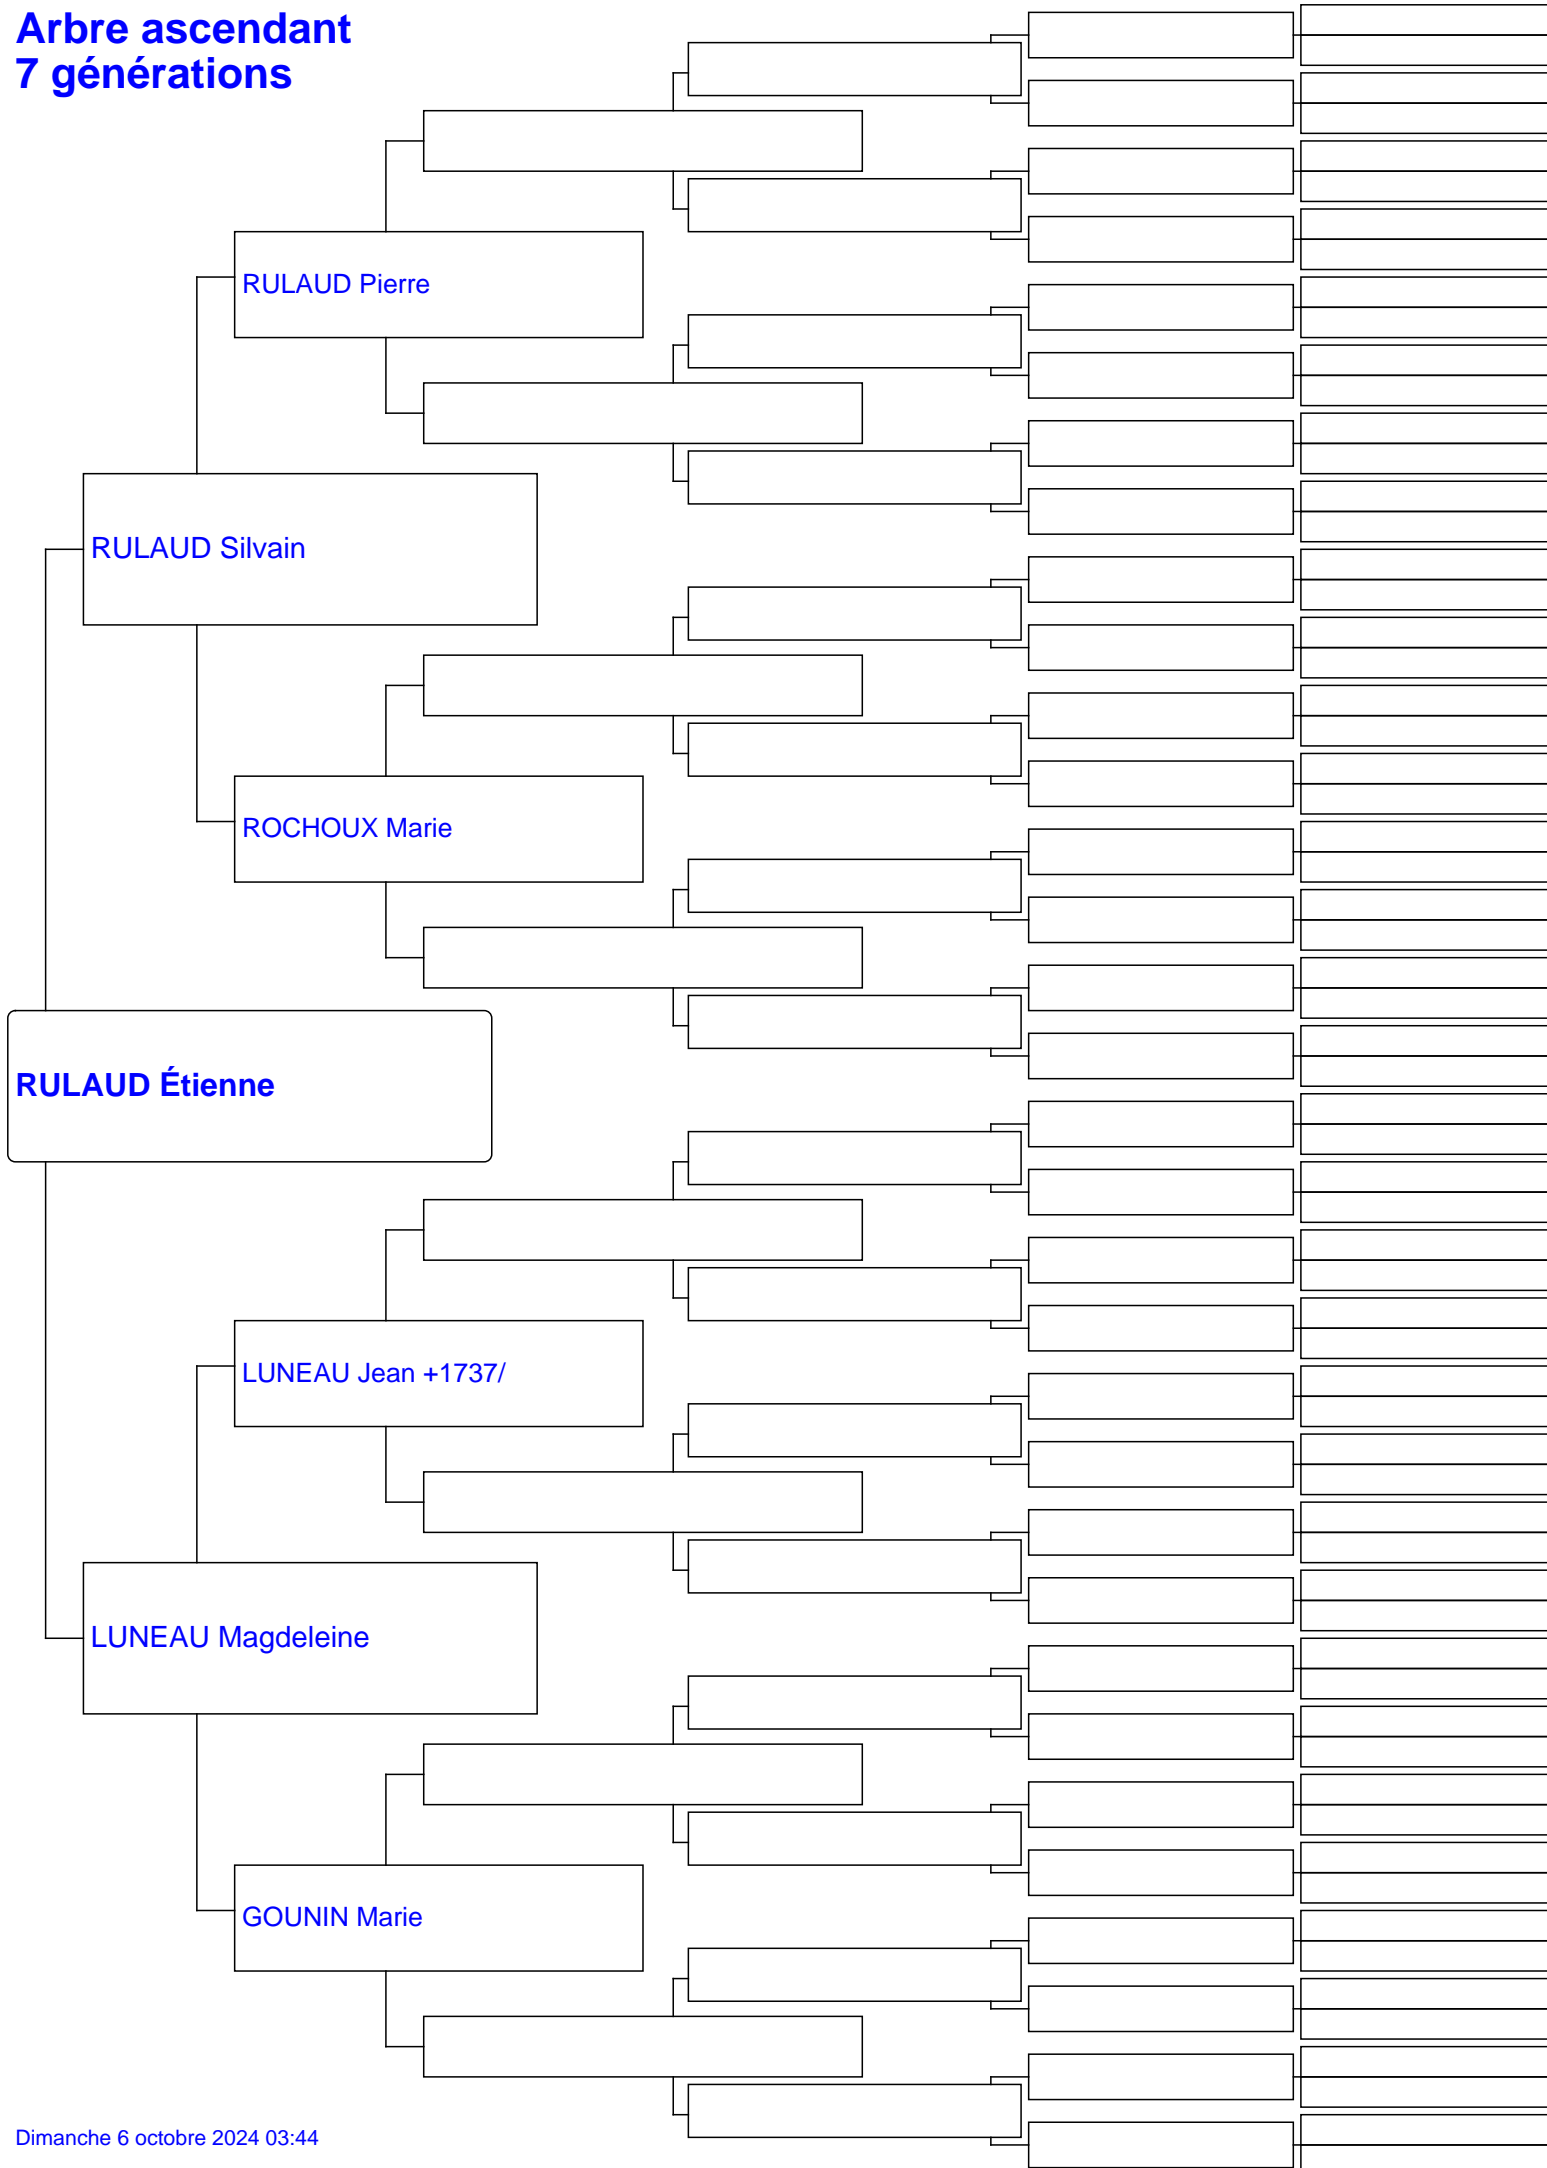 Arbre ascendant
7 générations
RULAUD Pierre
RULAUD Silvain
ROCHOUX Marie
RULAUD Étienne
LUNEAU Jean +1737/
LUNEAU Magdeleine
GOUNIN Marie
Dimanche 6 octobre 2024 03:44